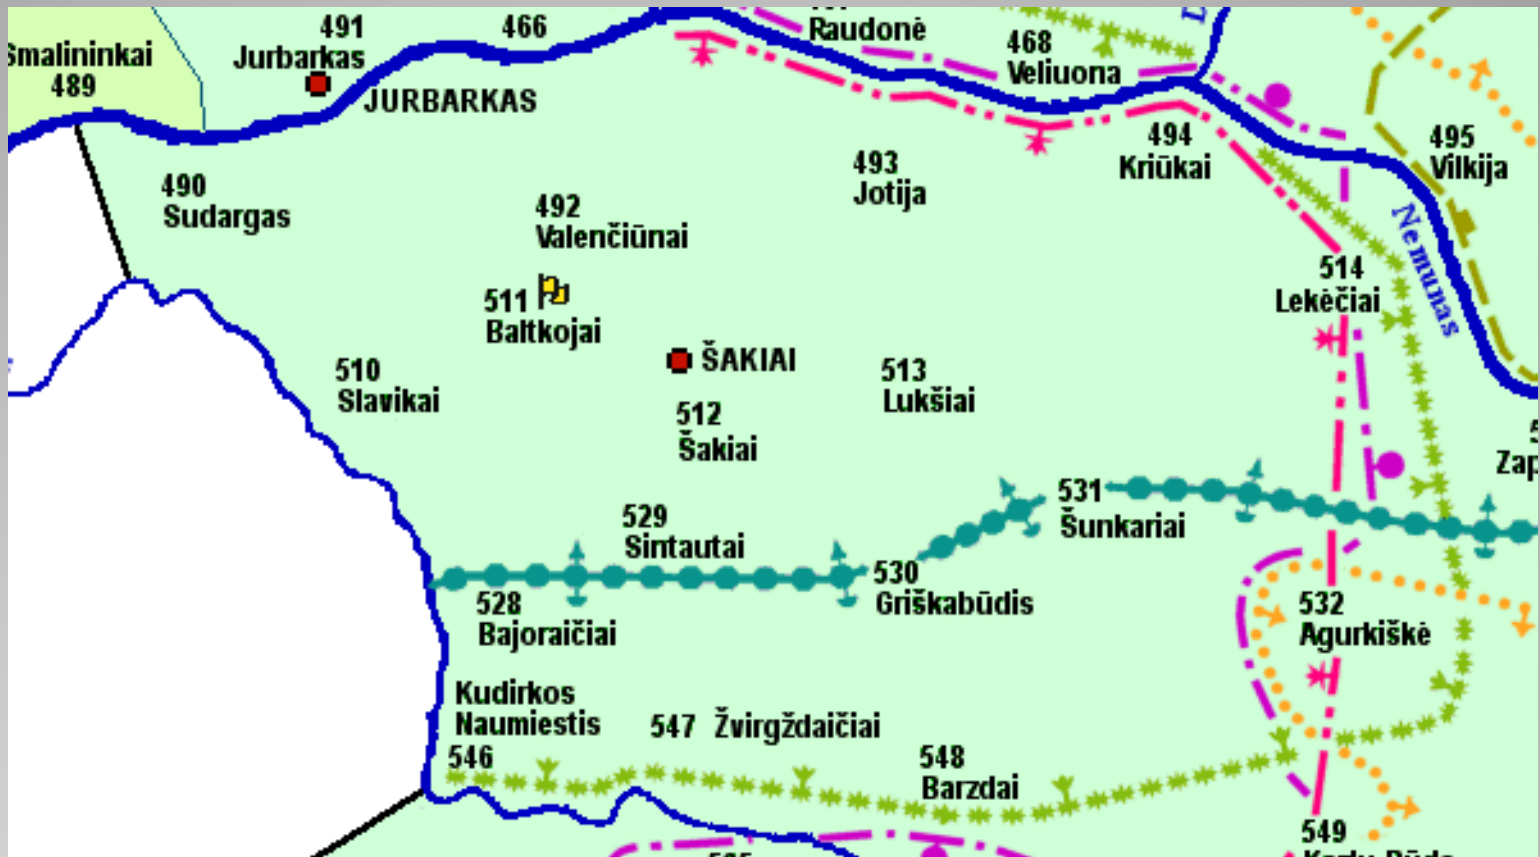 Raudonė
491
Jurbarkas
466
468
Veliuona
Smalininkai
489
JURBARKAS
494
Kriūkai
495
Vilkija
493
Jotija
490
Sudargas
492
Valenčiūnai
Nemunas
514
Lekėčiai
511
Baltkojai
ŠAKIAI
510
Slavikai
513
Lukšiai
512
Šakiai
531
Šunkariai
529
Sintautai
530
Griškabūdis
528
Bajoraičiai
532
Agurkiškė
Kudirkos
Naumiestis
546
547 Žvirgždaičiai
548
Barzdai
549